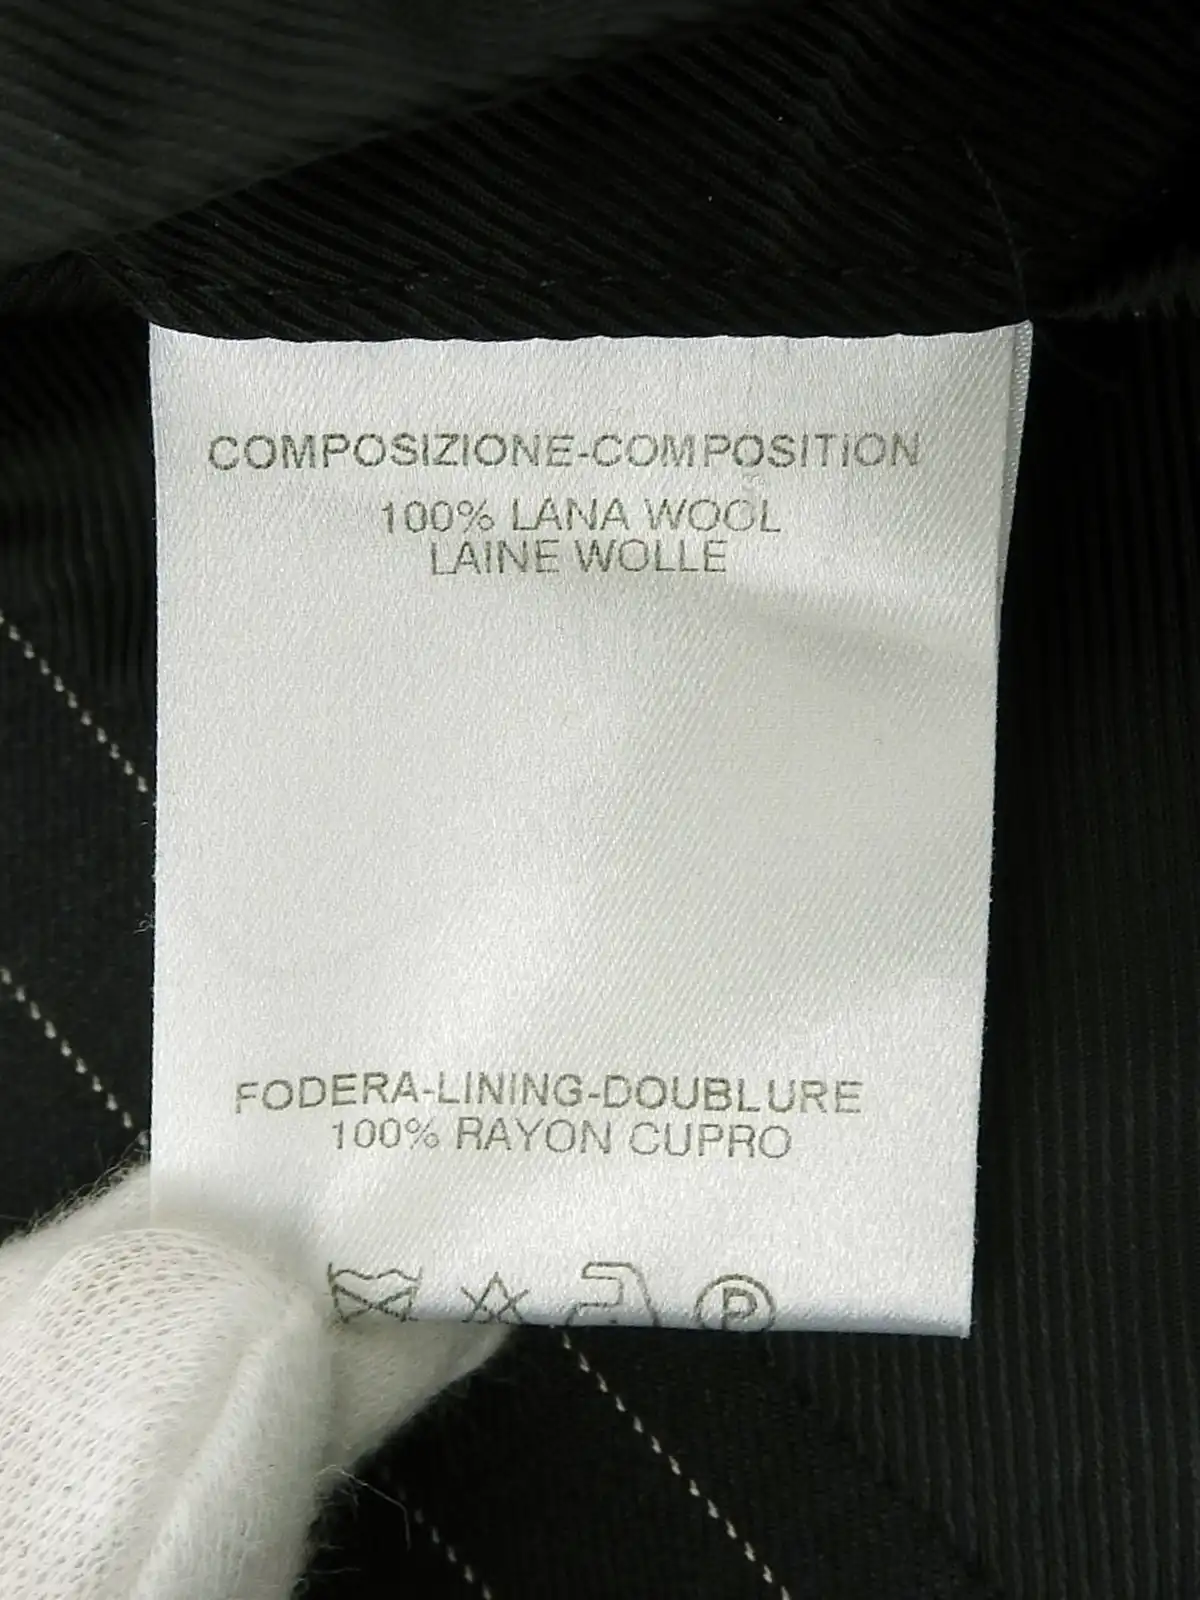 COMPOSIZIONE-COMPOSITION
100% LANA WOOL
LAINE WOLLE
FODERA-LINING-DOUBLURE
100% RAYON CUPRO
P